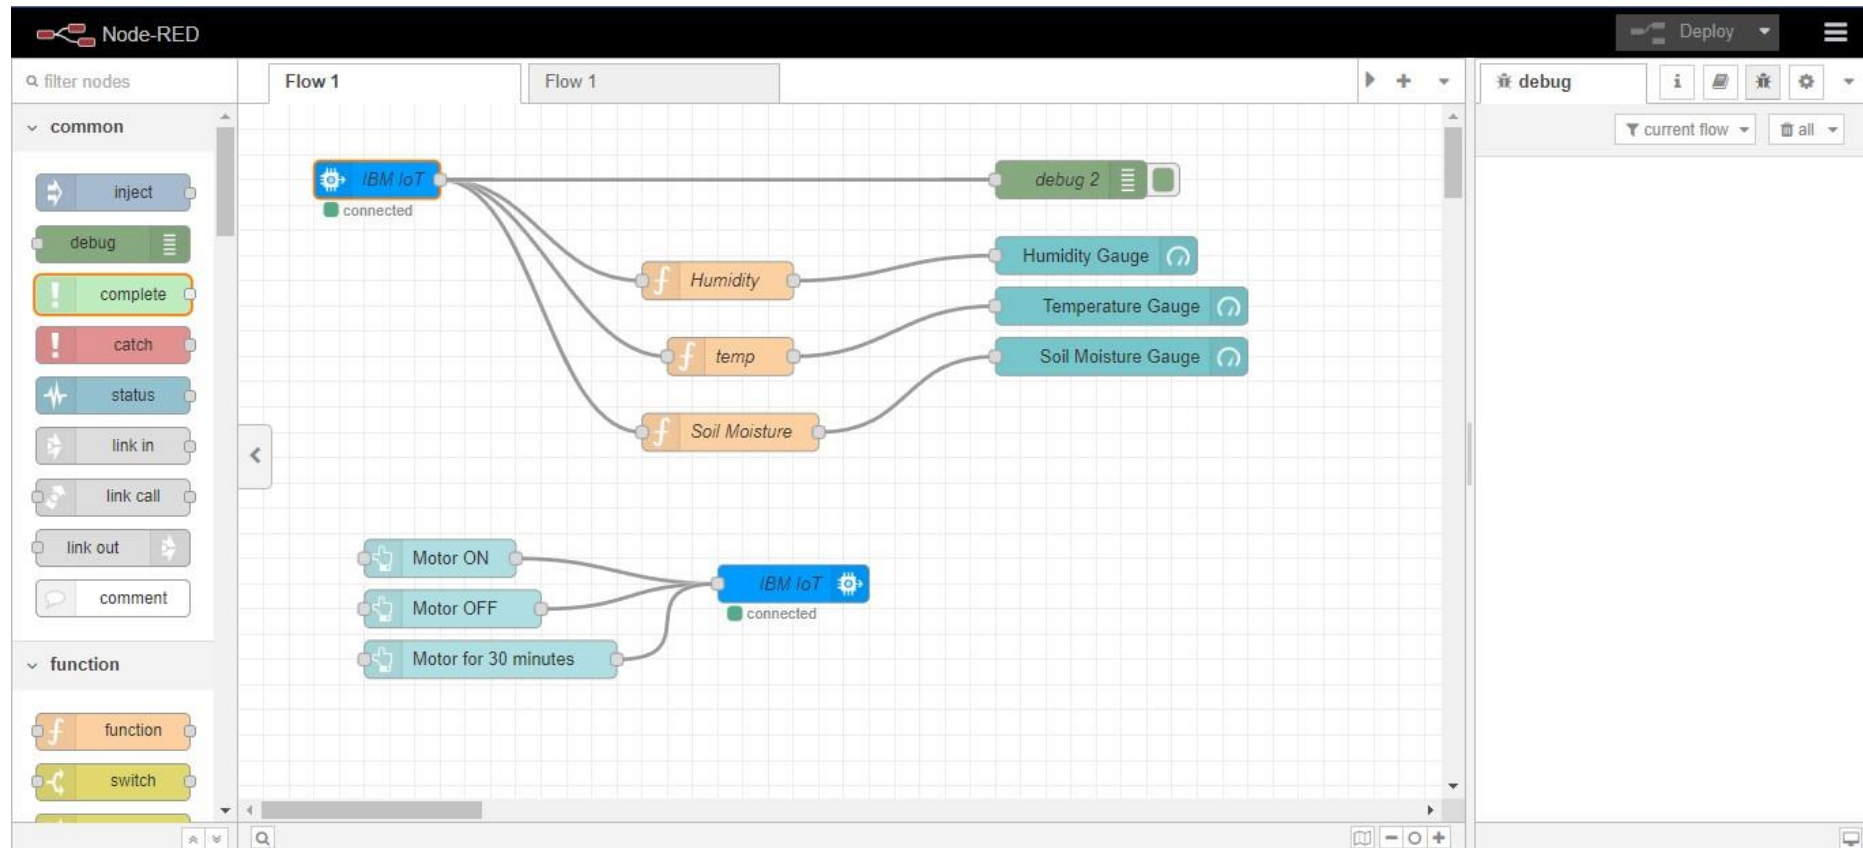 Node-RED
Deploy
filter nodes
Flow 1
Flow 1
debug
i
common
current flow
all
inject
IBM IoT
debug 2
connected
debug
Humidity Gauge
complete
Humidity
Temperature Gauge
catch
temp
Soil Moisture Gauge
status
Soil Moisture
link in
link call
link out
Motor ON
IBM IoT
comment
Motor OFF
connected
function
Motor for 30 minutes
function
switch